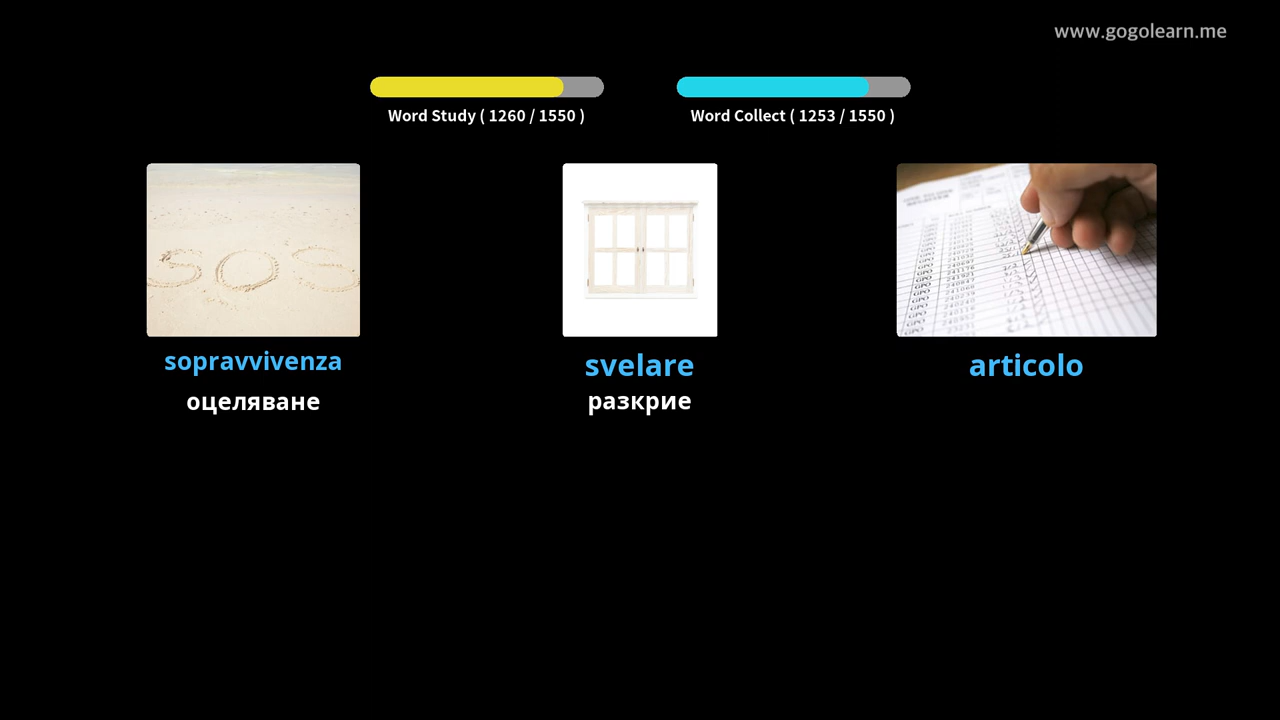 www.gogolearn.me
Word Study ( 1260 / 1550 )
Word Collect ( 1253 / 1550 )
SOS
sopravvivenza
svelare
articolo
оцеляване
разкрие